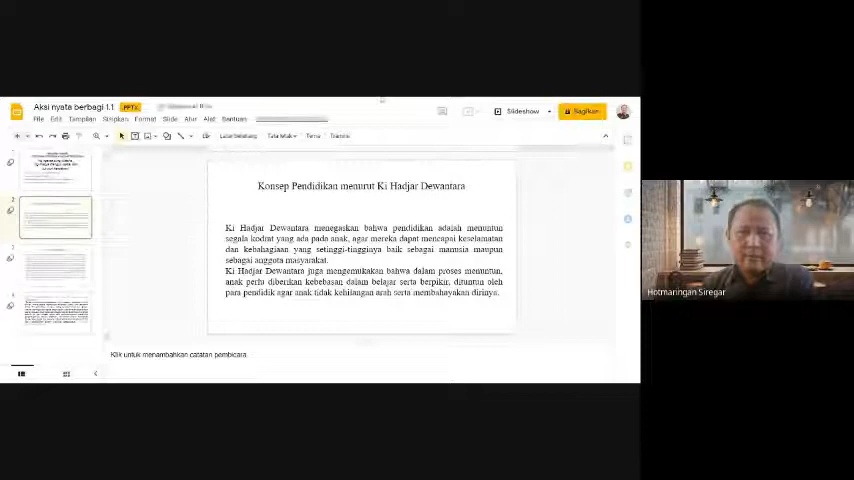 Aksi nyata berbagi 1.1
PPTX
File Edit Tampilan Sisipkan Format Slide Atur Alat Bantuan
Slideshow
Bagikan
Latar belakang Tata letak Tema Transisi
Konsep Pendidikan menurut Ki Hadjar Dewantara
Ki Hadjar Dewantara menegaskan bahwa pendidikan adalah menuntun
segala kodrat yang ada pada anak, agar mereka dapat mencapai keselamatan
dan kebahagiaan yang setinggi-tingginya baik sebagai manusia maupun
sebagai anggota masyarakat.
Ki Hadjar Dewantara juga mengemukakan bahwa dalam proses menuntun,
anak perlu diberikan kebebasan dalam belajar serta berpikir, dituntun oleh
para pendidik agar anak tidak kehilangan arah serta membahayakan dirinya.
Klik untuk menambahkan catatan pembicara
Hotmaringan Siregar